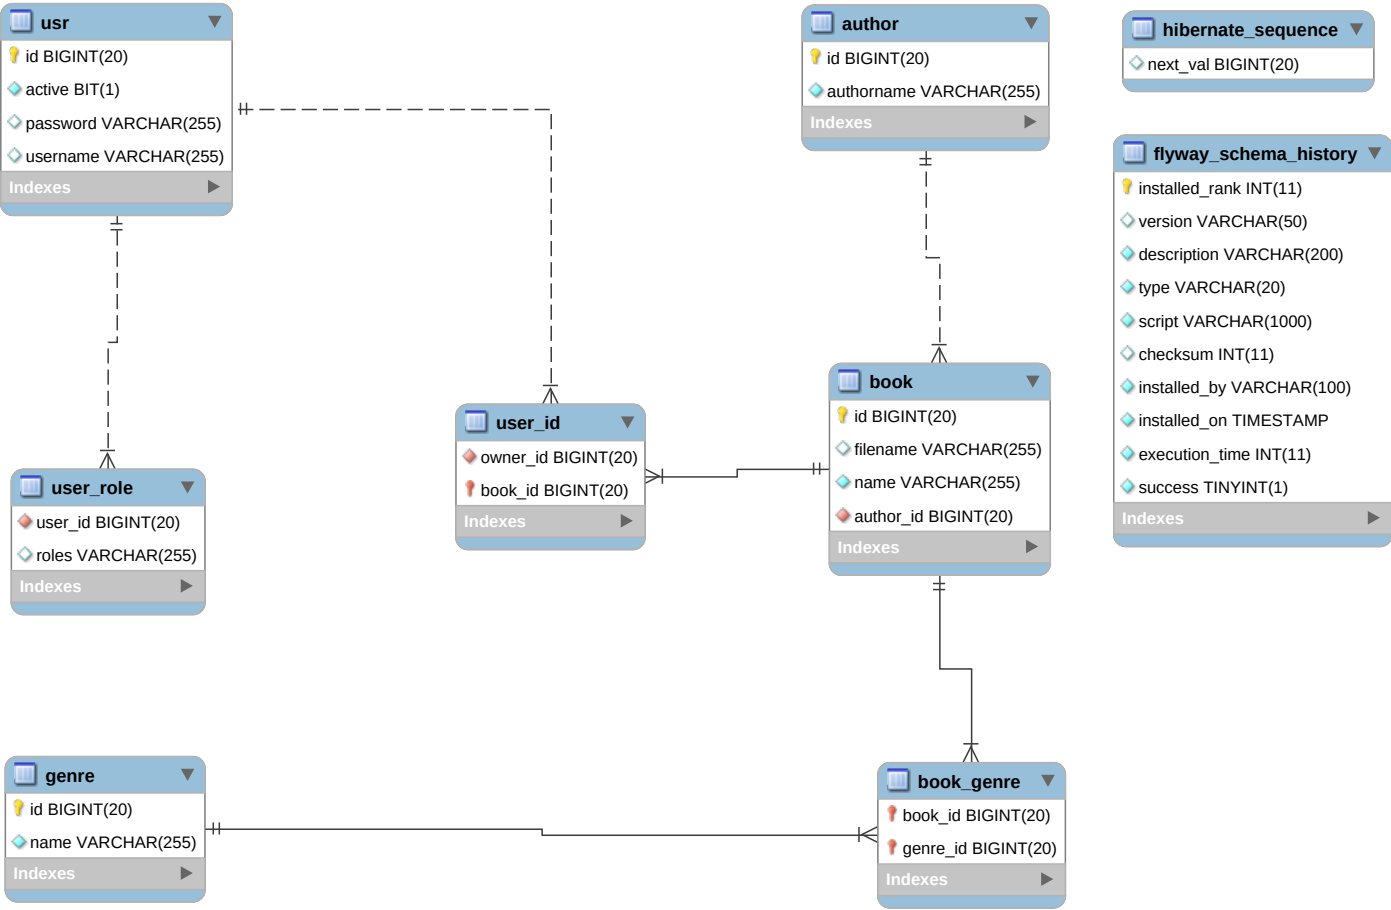 usr
id BIGINT(20)
active BIT(1)
password VARCHAR(255)
username VARCHAR(255)
Indexes
author
id BIGINT(20)
authorname VARCHAR(255)
Indexes
hibernate_sequence
next_val BIGINT(20)
flyway_schema_history
installed_rank INT(11)
version VARCHAR(50)
description VARCHAR(200)
type VARCHAR(20)
script VARCHAR(1000)
checksum INT(11)
installed_by VARCHAR(100)
installed_on TIMESTAMP
execution_time INT(11)
success TINYINT(1)
Indexes
user_role
user_id BIGINT(20)
roles VARCHAR(255)
Indexes
user_id
owner_id BIGINT(20)
book_id BIGINT(20)
Indexes
book
id BIGINT(20)
filename VARCHAR(255)
name VARCHAR(255)
author_id BIGINT(20)
Indexes
genre
id BIGINT(20)
name VARCHAR(255)
Indexes
book_genre
book_id BIGINT(20)
genre_id BIGINT(20)
Indexes